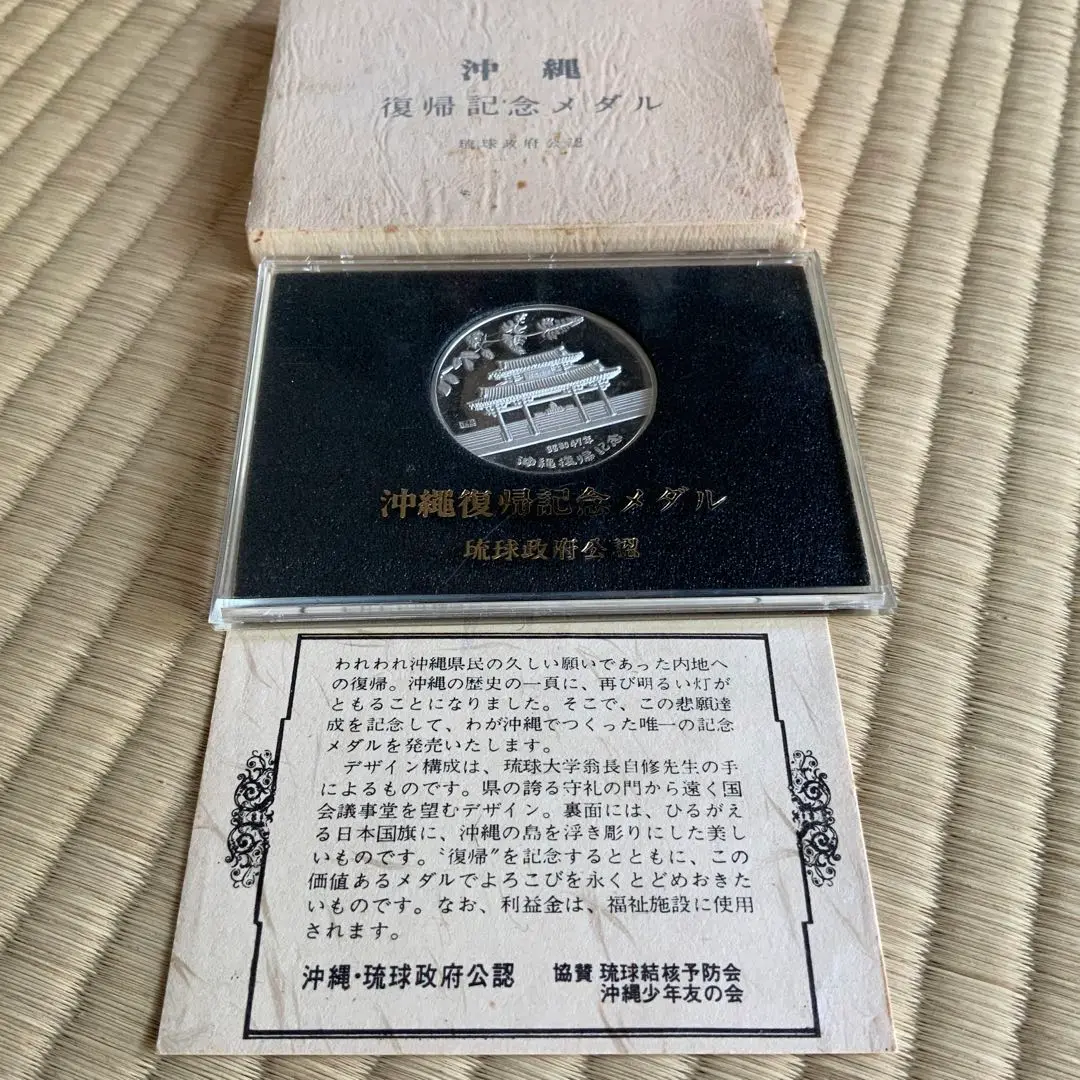 沖縄
復帰記念メダル
琉球政府公認
昭和47年
沖縄復帰記念
沖繩復帰記念メダル
琉球政府公認
われわれ沖縄県民の久しい願いであった内地へ
の復帰。沖縄の歴史の一頁に、再び明るい灯が
ともることになりました。そこで、この悲願達
成を記念して、わが沖縄でつくった唯一の記念
メダルを発売いたします。
デザイン構成は、琉球大学翁長自修先生の手
によるものです。県の誇る守礼の門から遠く国
会議事堂を望むデザイン。裏面には、ひるがえ
る日本国旗に、沖縄の島を浮き彫りにした美し
いものです。〝復帰〟を記念するとともに、この
価値あるメダルでよろこびを永くとどめおきた
いものです。なお、利益金は、福祉施設に使用
されます。
沖縄・琉球政府公認
協賛 琉球結核予防会
沖縄少年友の会